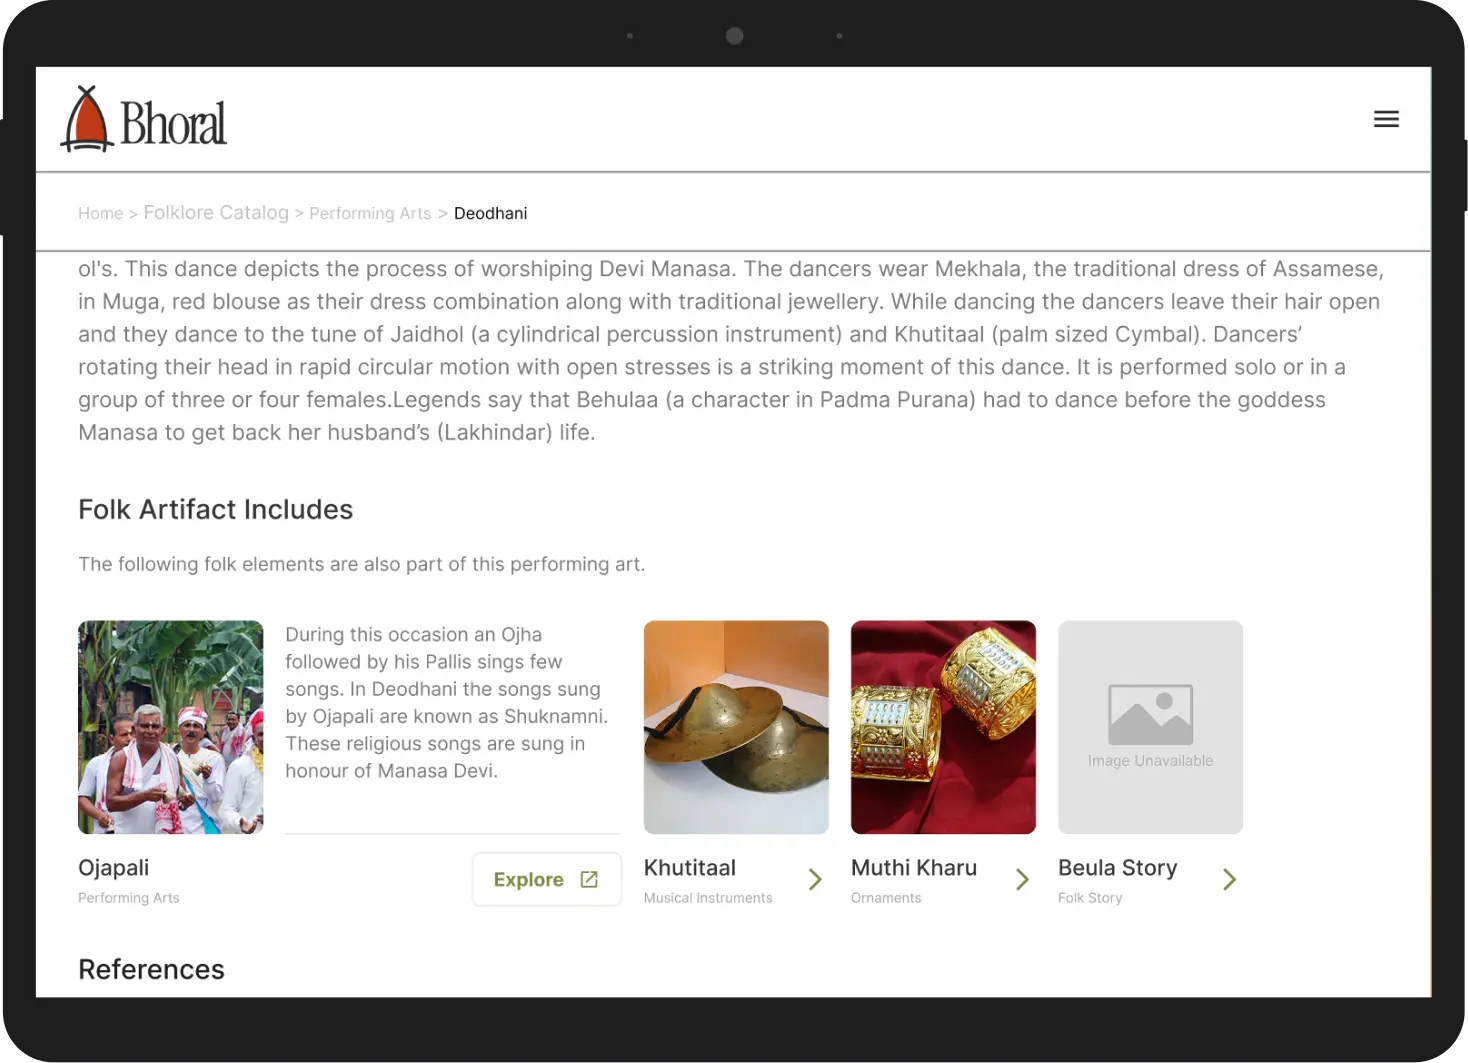 Bhoral
Home > Folklore Catalog > Performing Arts > Deodhani
ol's. This dance depicts the process of worshiping Devi Manasa. The dancers wear Mekhala, the traditional dress of Assamese,
in Muga, red blouse as their dress combination along with traditional jewellery. While dancing the dancers leave their hair open
and they dance to the tune of Jaidhol (a cylindrical percussion instrument) and Khutitaal (palm sized Cymbal). Dancers’
rotating their head in rapid circular motion with open stresses is a striking moment of this dance. It is performed solo or in a
group of three or four females.Legends say that Behulaa (a character in Padma Purana) had to dance before the goddess
Manasa to get back her husband’s (Lakhindar) life.
Folk Artifact Includes
The following folk elements are also part of this performing art.
During this occasion an Ojha
followed by his Pallis sings few
songs. In Deodhani the songs sung
by Ojapali are known as Shuknamni.
These religious songs are sung in
honour of Manasa Devi.
Image Unavailable
Ojapali
Performing Arts
Explore
Khutitaal
Musical Instruments
Muthi Kharu
Ornaments
Beula Story
Folk Story
References